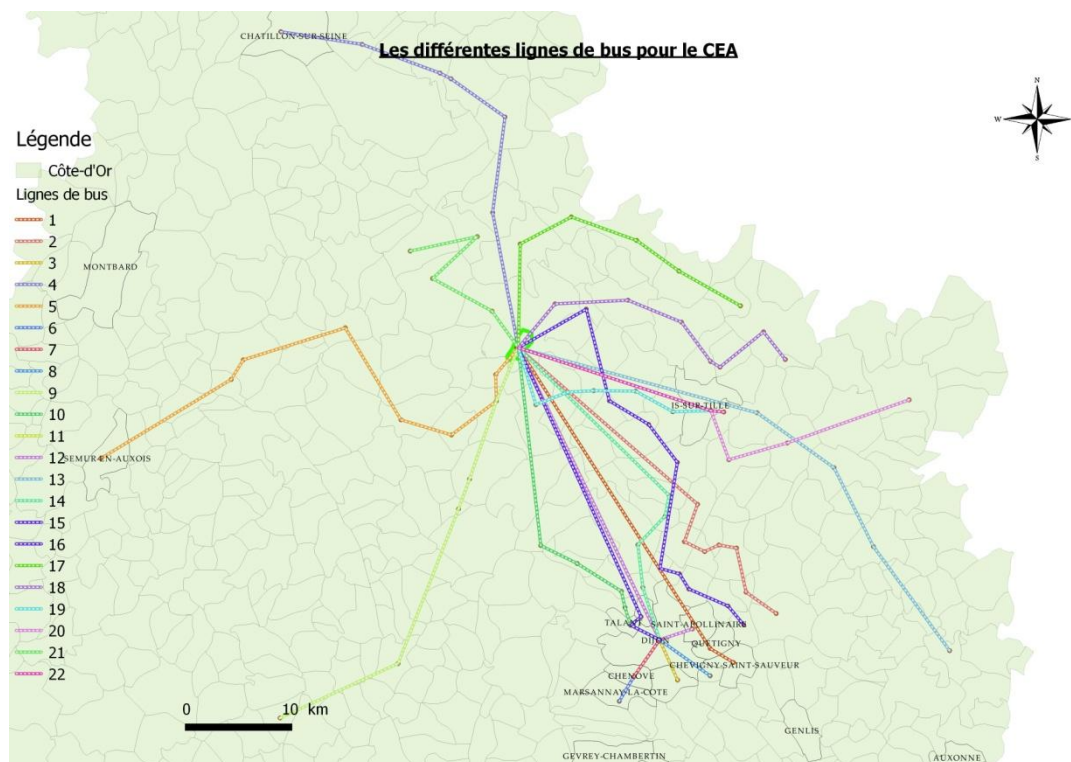 CHATILLON-SUR-SEINE
Les différentes lignes de bus pour le CEA
N
W
E
S
Légende
Côte-d'Or
Lignes de bus
1
2
3
4
5
6
7
8
9
10
11
12
13
14
15
16
17
18
19
20
21
22
MONTBARD
IS-SUR-TILLE
SEMUR-EN-AUXOIS
TALANT
SAINT-APOLLINAIRE
DIJON
QUETIGNY
CHEVIGNY-SAINT-SAUVEUR
CHENOVE
MARSANNAY-LA-COTE
0 10 km
GENLIS
GEVREY-CHAMBERTIN
AUXONNE